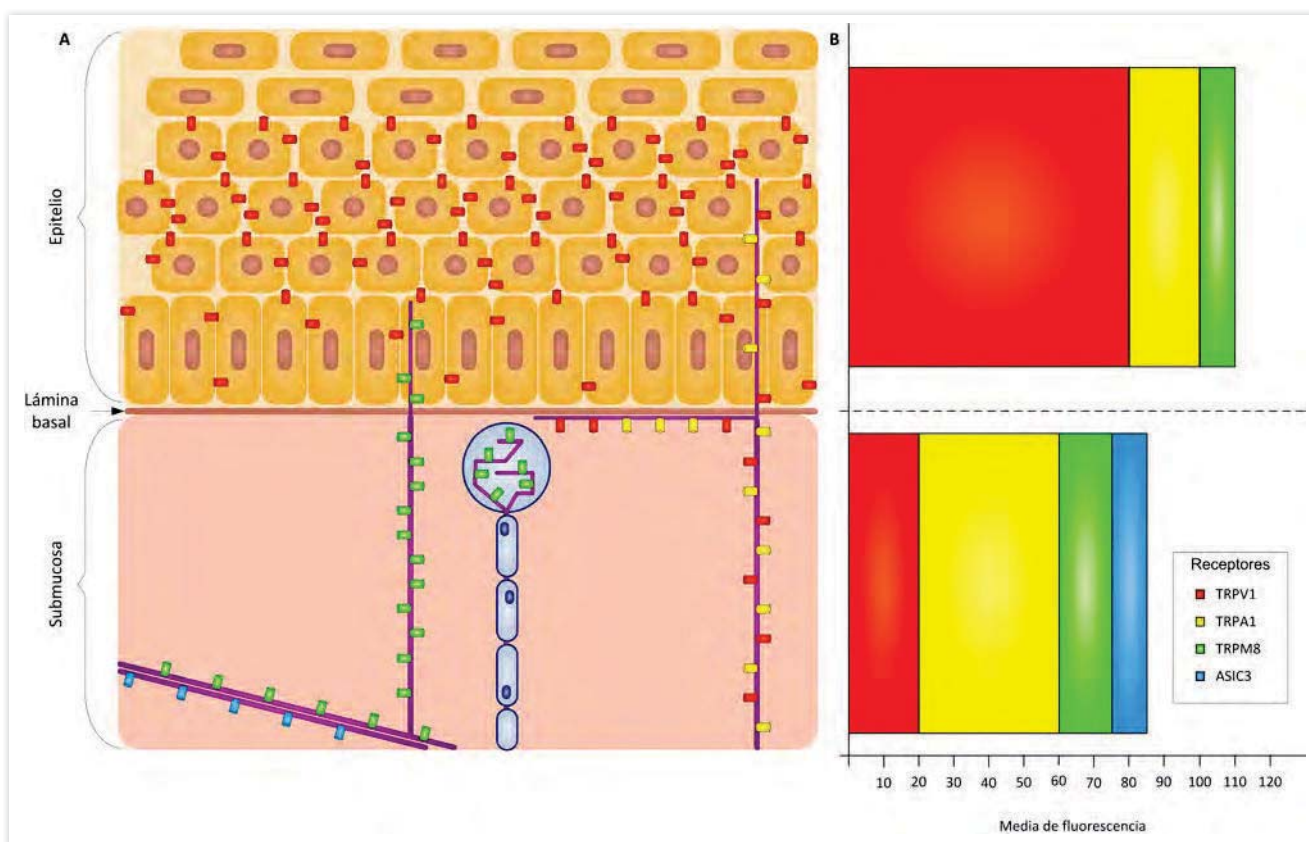 A
B
Epitelio
Lámina
basal
Submucosa
Receptores
TRPV1
TRPA1
TRPM8
ASIC3
10 20 30 40 50 60 70 80 90 100 110 120
Media de fluorescencia